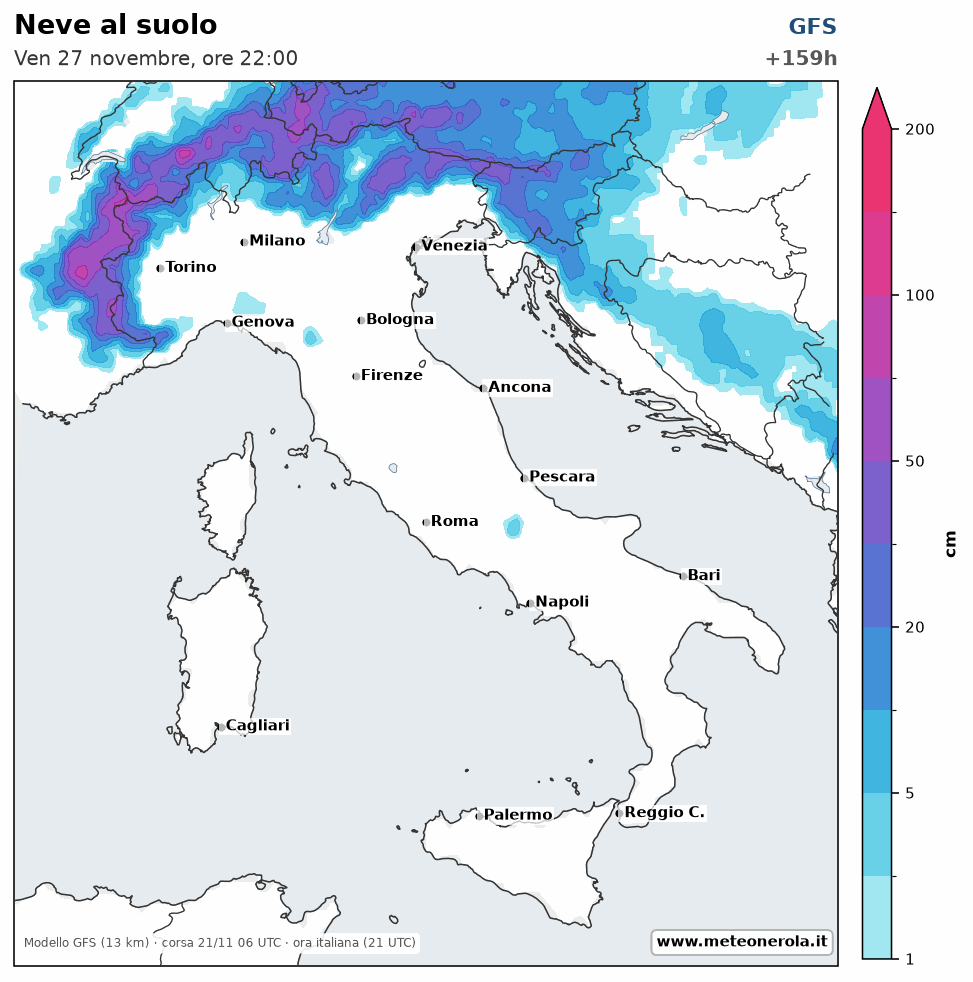 Neve al suolo
GFS
Ven 27 novembre, ore 22:00
+159h
Milano
Venezia
Torino
Genova
Bologna
Firenze
Ancona
Pescara
Roma
Bari
Napoli
Cagliari
Palermo
Reggio C.
200
100
50
20
5
1
cm
Modello GFS (13 km) · corsa 21/11 06 UTC · ora italiana (21 UTC)
www.meteonerola.it